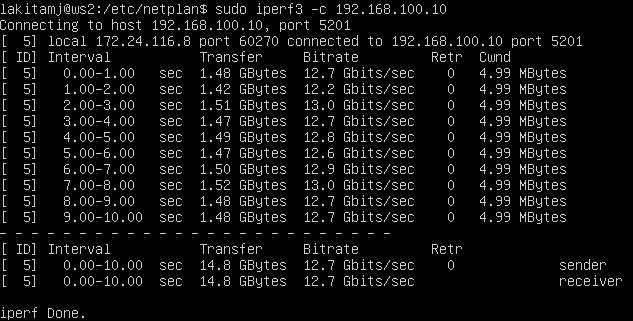 lakitamj@ws2:/etc/netplan$ sudo iperf3 -c 192.168.100.10
Connecting to host 192.168.100.10, port 5201
[  5] local 172.24.116.8 port 60270 connected to 192.168.100.10 port 5201
[ ID] Interval           Transfer     Bitrate         Retr  Cwnd
[  5]   0.00-1.00   sec  1.48 GBytes  12.7 Gbits/sec    0   4.99 MBytes
[  5]   1.00-2.00   sec  1.42 GBytes  12.2 Gbits/sec    0   4.99 MBytes
[  5]   2.00-3.00   sec  1.51 GBytes  13.0 Gbits/sec    0   4.99 MBytes
[  5]   3.00-4.00   sec  1.47 GBytes  12.7 Gbits/sec    0   4.99 MBytes
[  5]   4.00-5.00   sec  1.49 GBytes  12.8 Gbits/sec    0   4.99 MBytes
[  5]   5.00-6.00   sec  1.47 GBytes  12.6 Gbits/sec    0   4.99 MBytes
[  5]   6.00-7.00   sec  1.50 GBytes  12.9 Gbits/sec    0   4.99 MBytes
[  5]   7.00-8.00   sec  1.52 GBytes  13.0 Gbits/sec    0   4.99 MBytes
[  5]   8.00-9.00   sec  1.48 GBytes  12.7 Gbits/sec    0   4.99 MBytes
[  5]   9.00-10.00  sec  1.48 GBytes  12.7 Gbits/sec    0   4.99 MBytes
- - - - - - - - - - - - - - - - - - - - - - - - -
[ ID] Interval           Transfer     Bitrate         Retr
[  5]   0.00-10.00  sec  14.8 GBytes  12.7 Gbits/sec    0             sender
[  5]   0.00-10.00  sec  14.8 GBytes  12.7 Gbits/sec                  receiver
iperf Done.